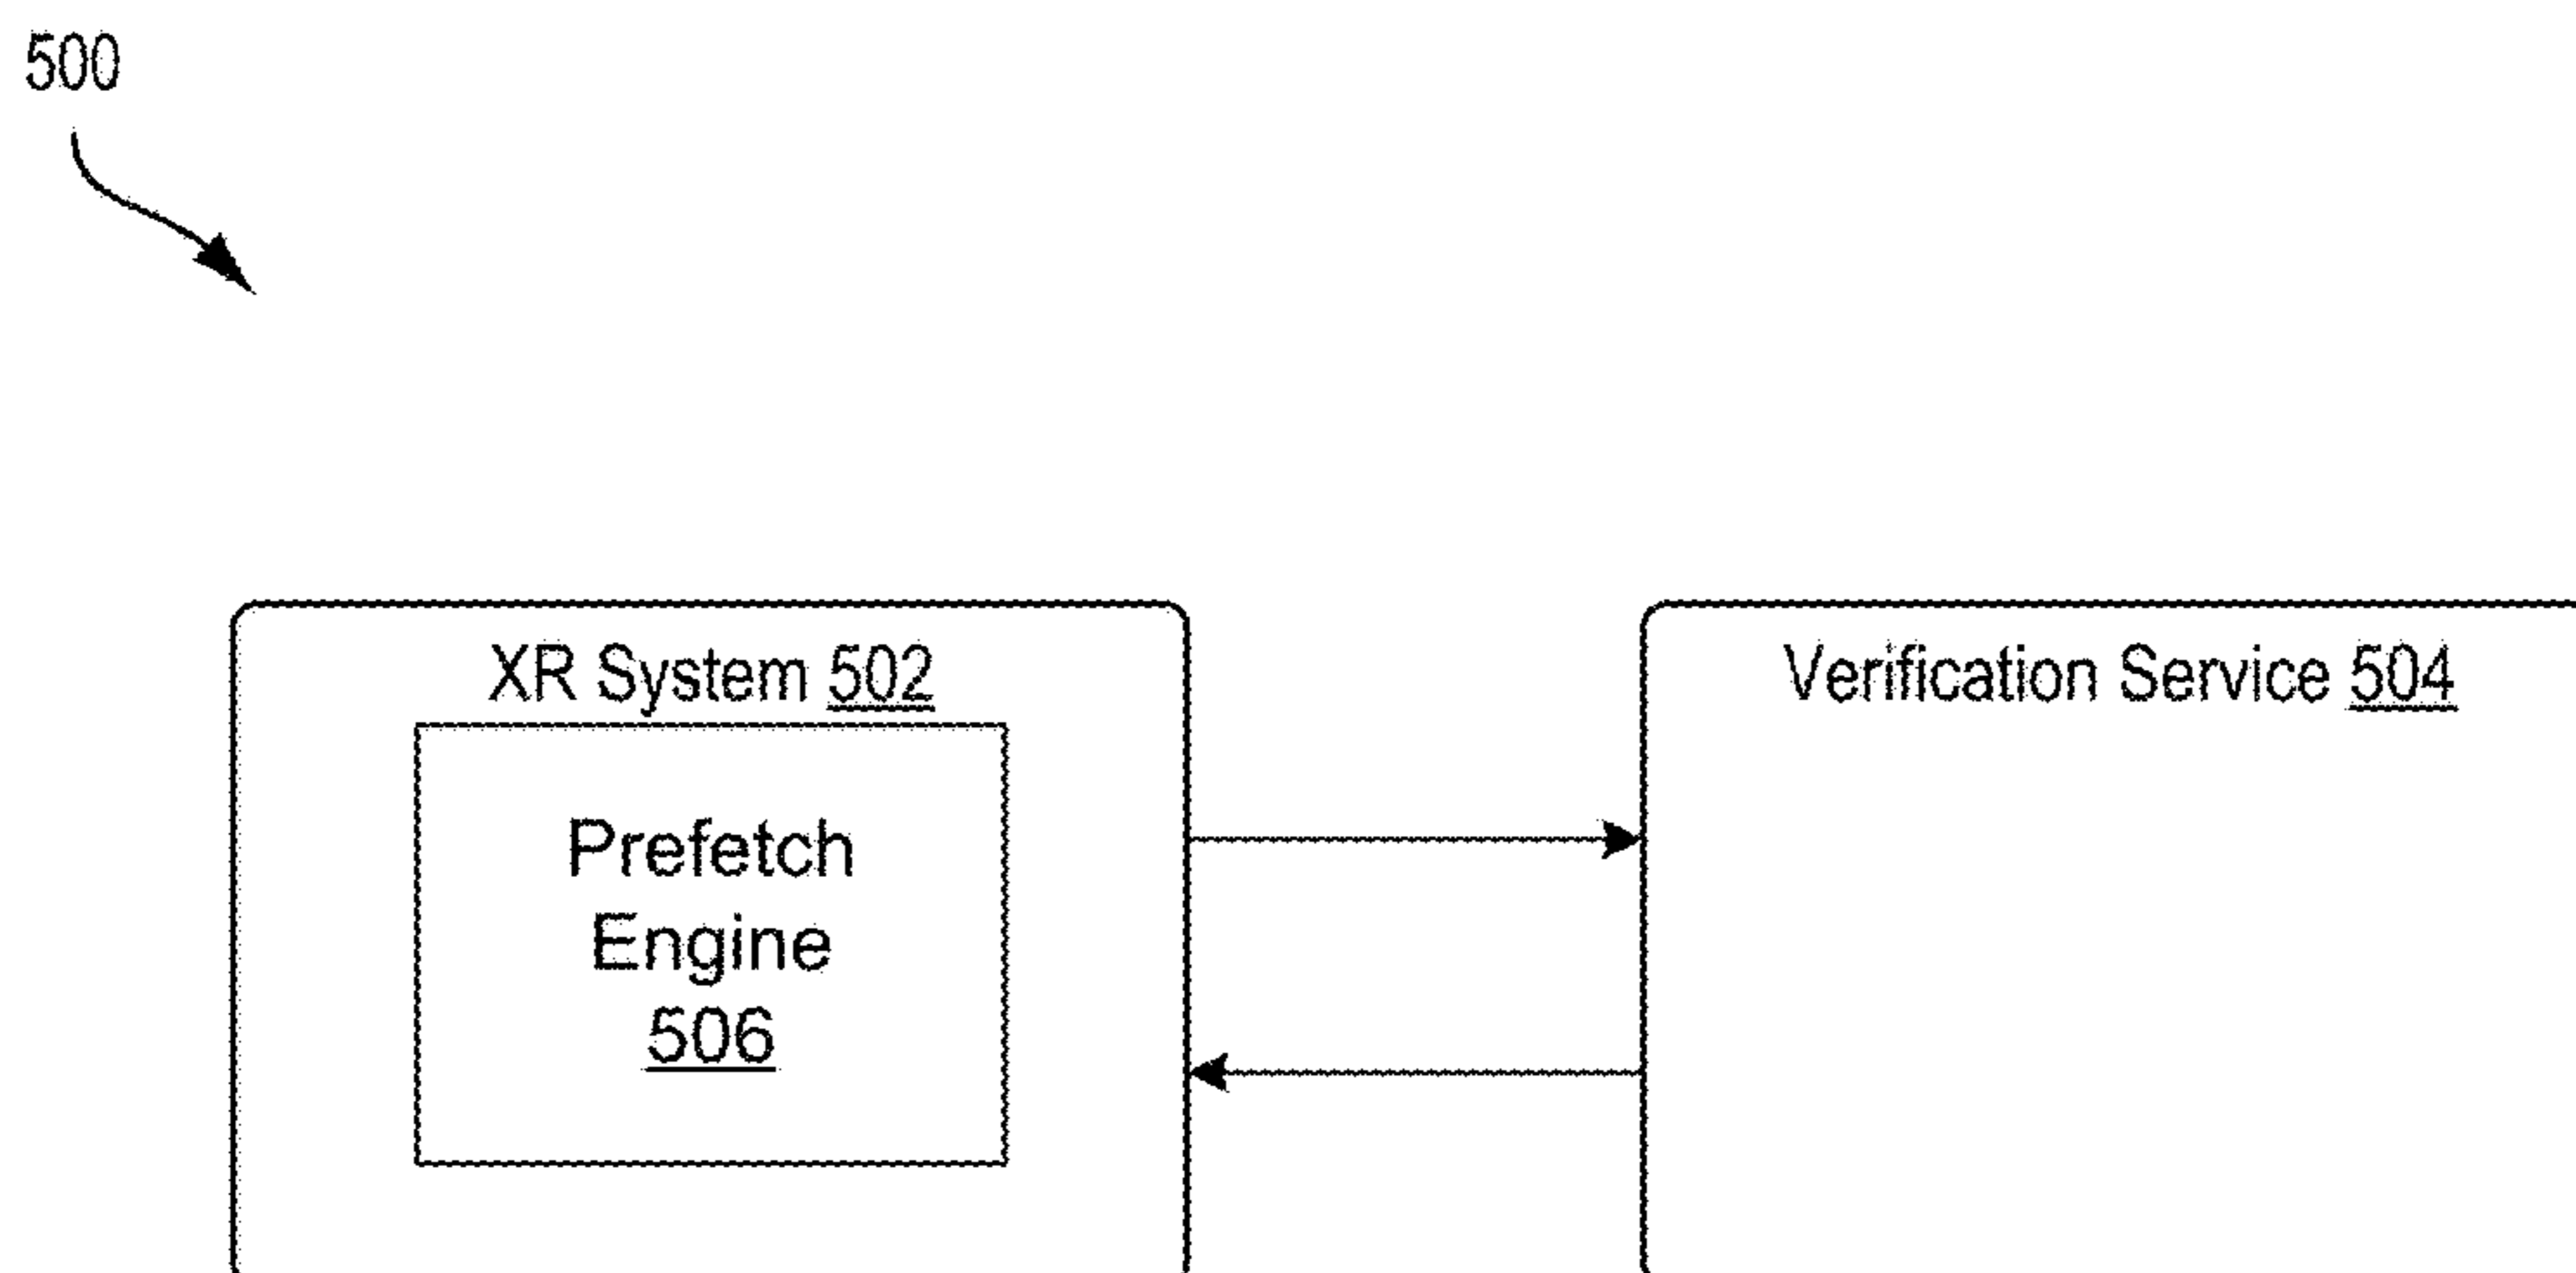 500
XR System 502
Verification Service 504
Prefetch
Engine
506